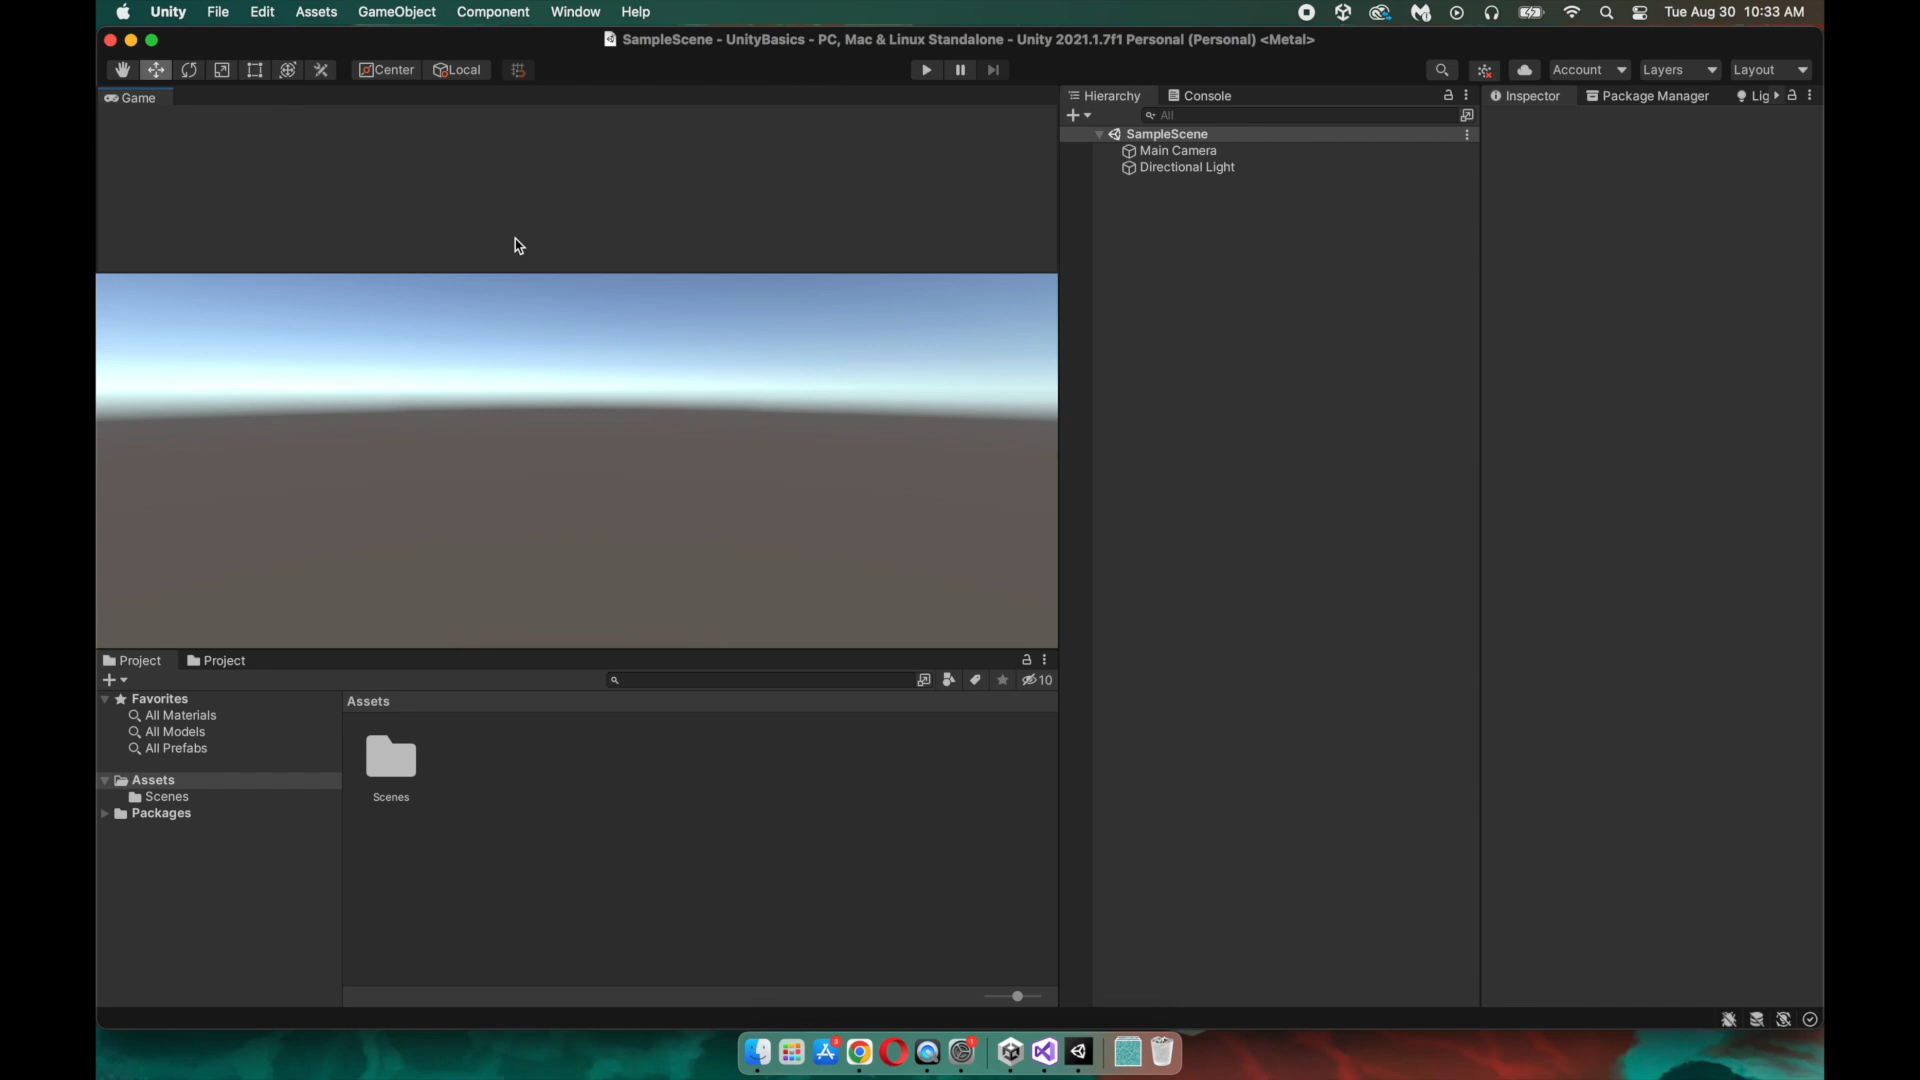 Unity File Edit Assets GameObject Component Window Help Tue Aug 30 10:33 AM
SampleScene - UnityBasics - PC, Mac & Linux Standalone - Unity 2021.1.7f1 Personal (Personal) <Metal>
Center Local Account Layers Layout
Game
Hierarchy Console
Inspector Package Manager Lig
All
SampleScene
Main Camera
Directional Light
Project Project
10
Favorites
All Materials
All Models
All Prefabs
Assets
Scenes
Packages
Assets
Scenes
3
1